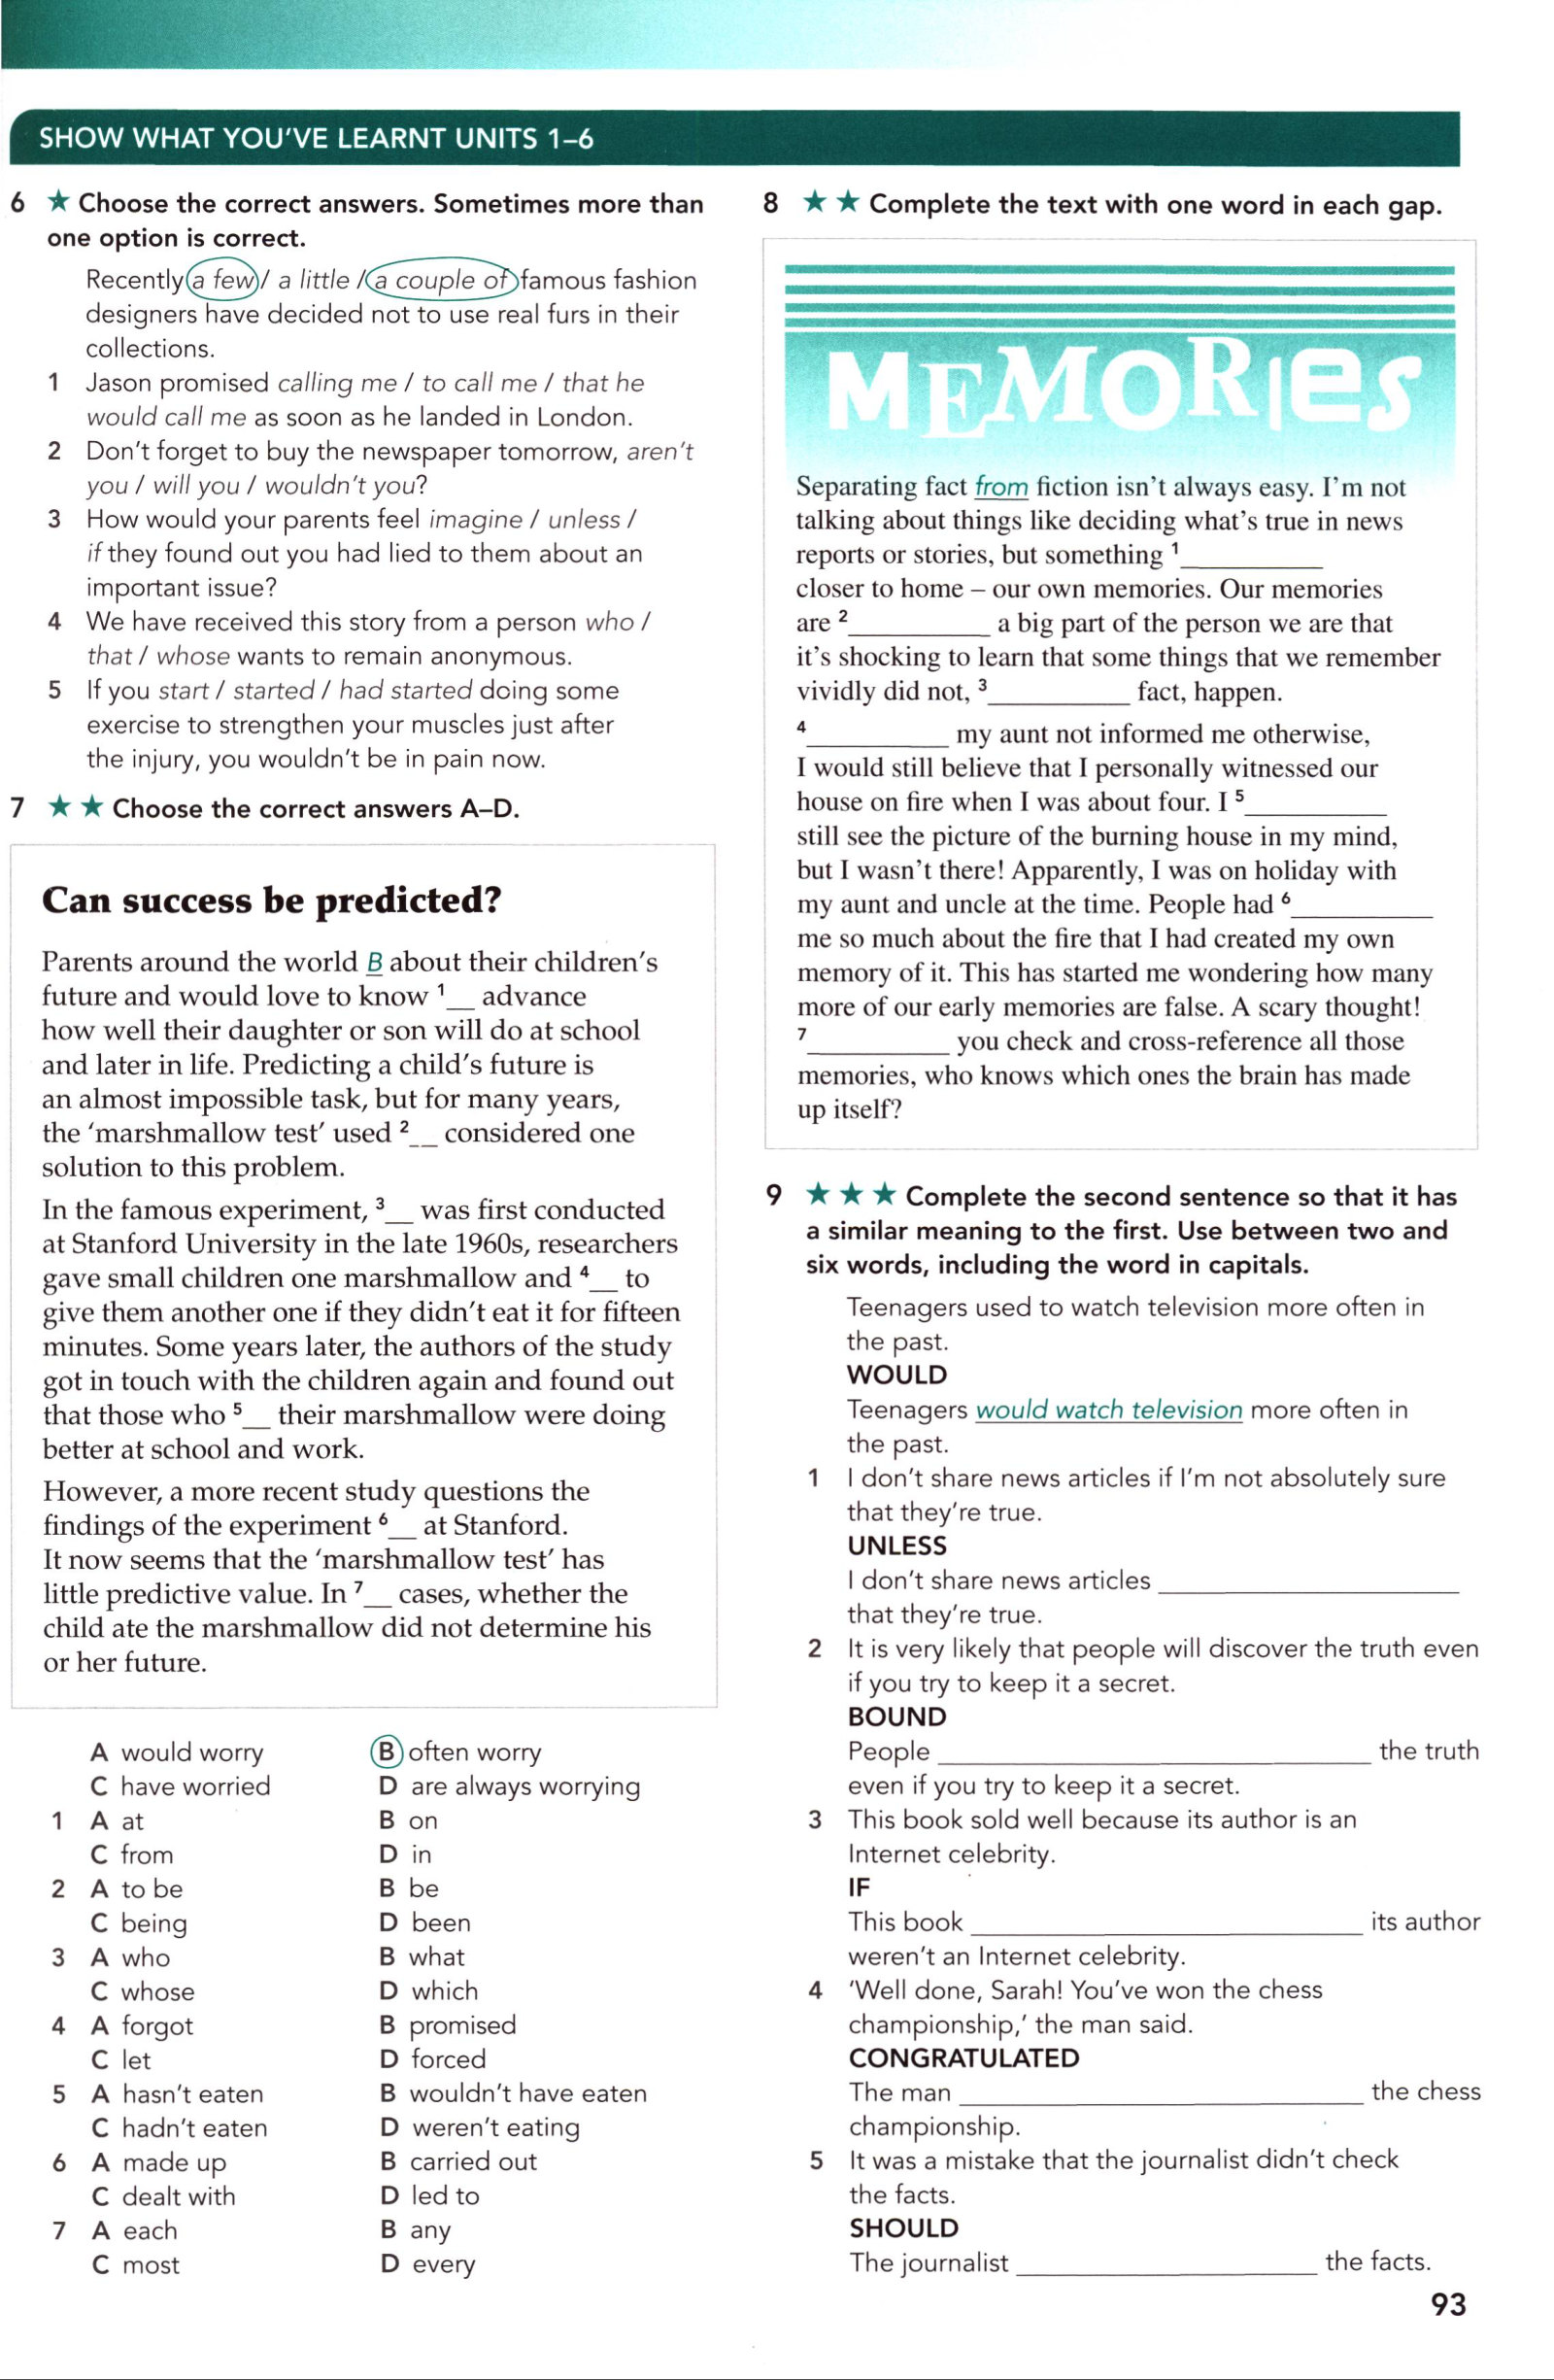 SHOW WHAT YOU'VE LEARNT UNITS 1–6
6 ★ Choose the correct answers. Sometimes more than
one option is correct.
Recently a few / a little / a couple of famous fashion
designers have decided not to use real furs in their
collections.
1 Jason promised calling me / to call me / that he
would call me as soon as he landed in London.
2 Don't forget to buy the newspaper tomorrow, aren't
you / will you / wouldn't you?
3 How would your parents feel imagine / unless /
if they found out you had lied to them about an
important issue?
4 We have received this story from a person who /
that / whose wants to remain anonymous.
5 If you start / started / had started doing some
exercise to strengthen your muscles just after
the injury, you wouldn't be in pain now.
7 ★ ★ Choose the correct answers A–D.
Can success be predicted?
Parents around the world B about their children's
future and would love to know 1__ advance
how well their daughter or son will do at school
and later in life. Predicting a child's future is
an almost impossible task, but for many years,
the 'marshmallow test' used 2__ considered one
solution to this problem.
In the famous experiment, 3__ was first conducted
at Stanford University in the late 1960s, researchers
gave small children one marshmallow and 4__ to
give them another one if they didn't eat it for fifteen
minutes. Some years later, the authors of the study
got in touch with the children again and found out
that those who 5__ their marshmallow were doing
better at school and work.
However, a more recent study questions the
findings of the experiment 6__ at Stanford.
It now seems that the 'marshmallow test' has
little predictive value. In 7__ cases, whether the
child ate the marshmallow did not determine his
or her future.
A would worry B often worry
C have worried D are always worrying
1 A at B on
C from D in
2 A to be B be
C being D been
3 A who B what
C whose D which
4 A forgot B promised
C let D forced
5 A hasn't eaten B wouldn't have eaten
C hadn't eaten D weren't eating
6 A made up B carried out
C dealt with D led to
7 A each B any
C most D every
8 ★ ★ Complete the text with one word in each gap.
MEMORIES
Separating fact from fiction isn't always easy. I'm not
talking about things like deciding what's true in news
reports or stories, but something 1__________
closer to home – our own memories. Our memories
are 2__________ a big part of the person we are that
it's shocking to learn that some things that we remember
vividly did not, 3__________ fact, happen.
4__________ my aunt not informed me otherwise,
I would still believe that I personally witnessed our
house on fire when I was about four. I 5__________
still see the picture of the burning house in my mind,
but I wasn't there! Apparently, I was on holiday with
my aunt and uncle at the time. People had 6__________
me so much about the fire that I had created my own
memory of it. This has started me wondering how many
more of our early memories are false. A scary thought!
7__________ you check and cross-reference all those
memories, who knows which ones the brain has made
up itself?
9 ★ ★ ★ Complete the second sentence so that it has
a similar meaning to the first. Use between two and
six words, including the word in capitals.
Teenagers used to watch television more often in
the past.
WOULD
Teenagers would watch television more often in
the past.
1 I don't share news articles if I'm not absolutely sure
that they're true.
UNLESS
I don't share news articles ____________________
that they're true.
2 It is very likely that people will discover the truth even
if you try to keep it a secret.
BOUND
People ____________________ the truth
even if you try to keep it a secret.
3 This book sold well because its author is an
Internet celebrity.
IF
This book ____________________ its author
weren't an Internet celebrity.
4 'Well done, Sarah! You've won the chess
championship,' the man said.
CONGRATULATED
The man ____________________ the chess
championship.
5 It was a mistake that the journalist didn't check
the facts.
SHOULD
The journalist ____________________ the facts.
93